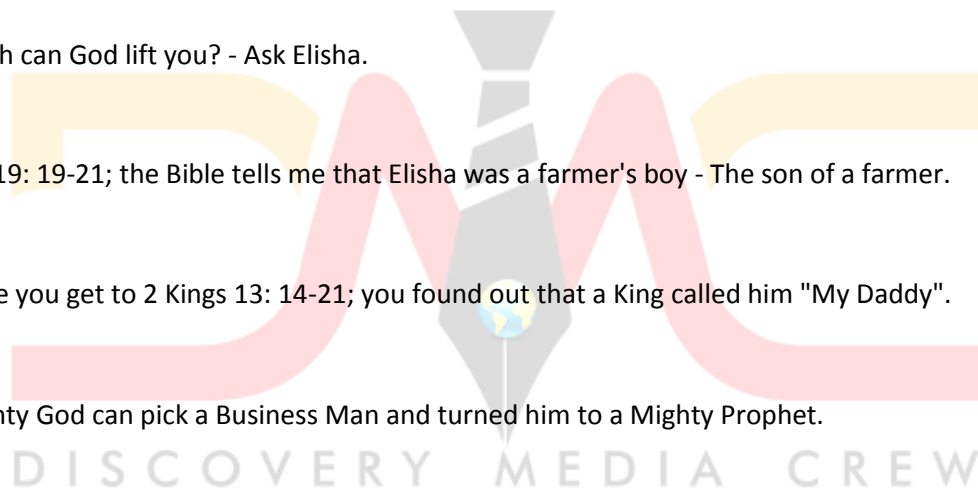 h can God lift you? - Ask Elisha.
19: 19-21; the Bible tells me that Elisha was a farmer's boy - The son of a farmer.
e you get to 2 Kings 13: 14-21; you found out that a King called him "My Daddy".
hty God can pick a Business Man and turned him to a Mighty Prophet.
DMC
DISCOVERY MEDIA CREW